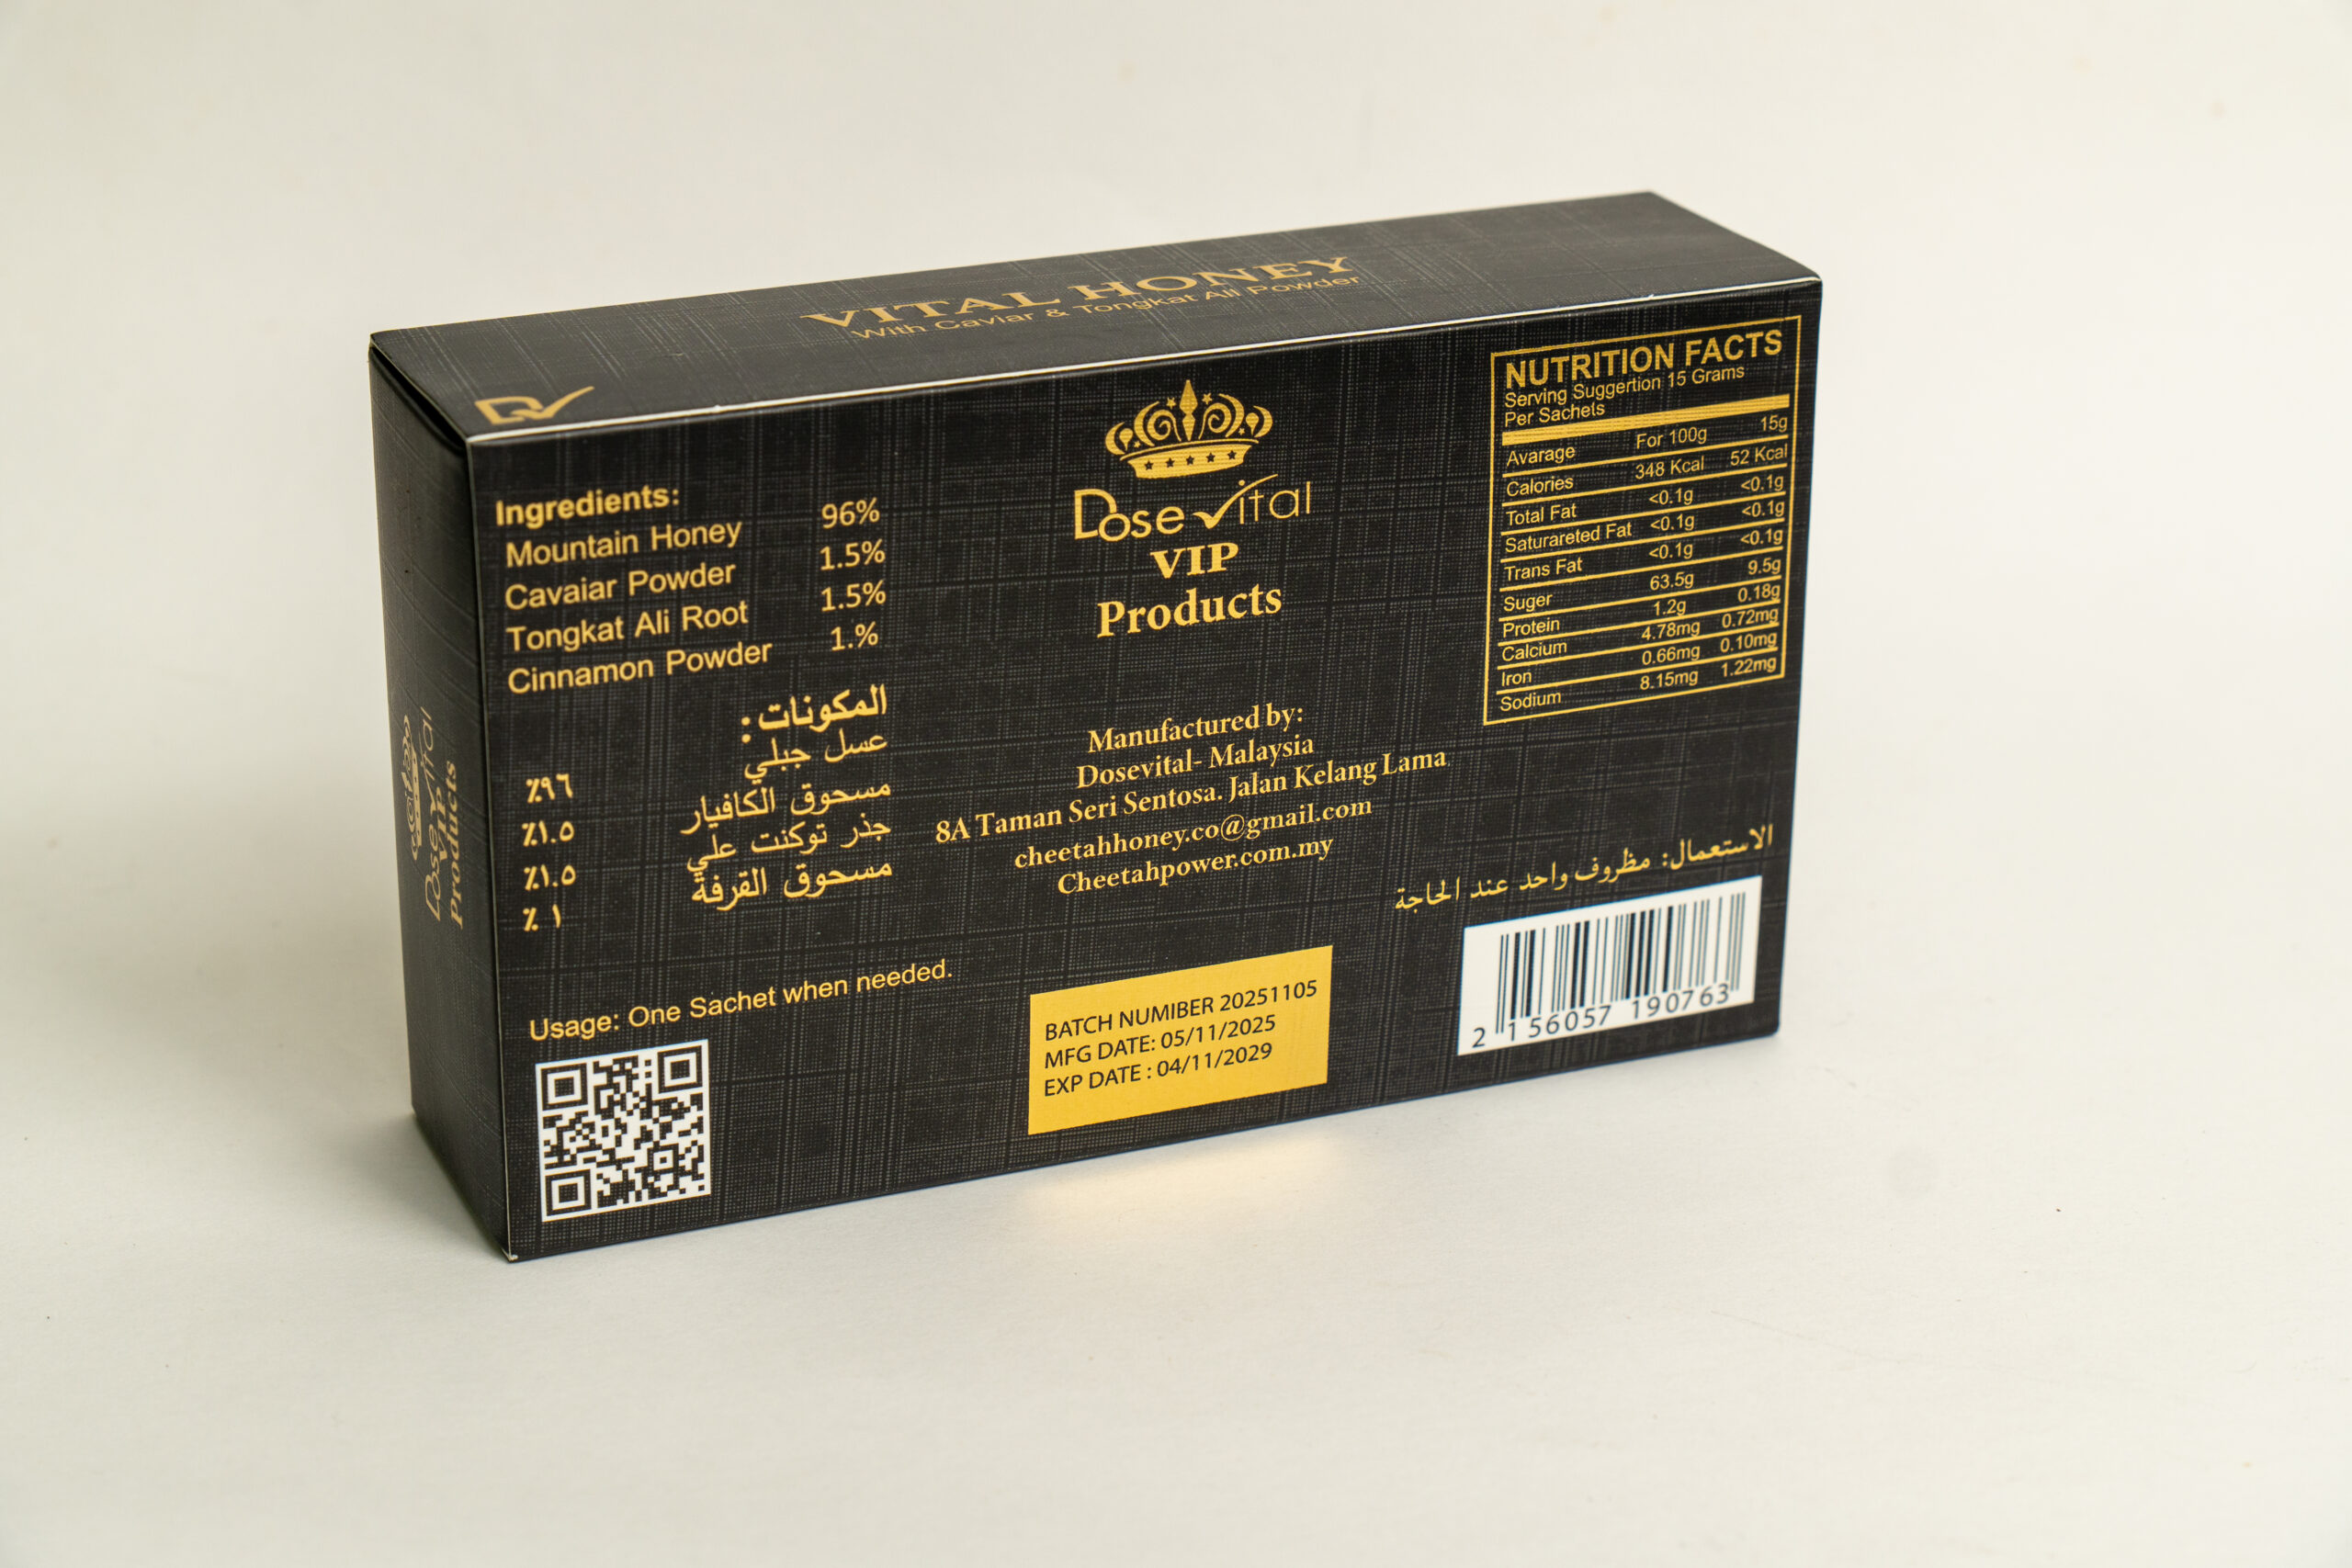 VITAL HONEY
With Caviar & Tongkat Ali Powder
DV
Dose Vital
VIP
Products
Ingredients:
Mountain Honey 96%
Cavaiar Powder 1.5%
Tongkat Ali Root 1.5%
Cinnamon Powder 1.%
المكونات:
عسل جبلي ٩٦٪
مسحوق الكافيار ١.٥٪
جذر توكنت علي ١.٥٪
مسحوق القرفة ١ ٪
Usage: One Sachet when needed.
Dose Vital
VIP
Products
Manufactured by:
Dosevital- Malaysia
8A Taman Seri Sentosa. Jalan Kelang Lama
cheetahhoney.co@gmail.com
Cheetahpower.com.my
BATCH NUMIBER 20251105
MFG DATE: 05/11/2025
EXP DATE : 04/11/2029
NUTRITION FACTS
Serving Suggertion 15 Grams
Per Sachets
Avarage For 100g 15g
Calories 348 Kcal 52 Kcal
Total Fat <0.1g <0.1g
Saturareted Fat <0.1g <0.1g
Trans Fat <0.1g <0.1g
Suger 63.5g 9.5g
Protein 1.2g 0.18g
Calcium 4.78mg 0.72mg
Iron 0.66mg 0.10mg
Sodium 8.15mg 1.22mg
الاستعمال: مظروف واحد عند الحاجة
2 156057 190763